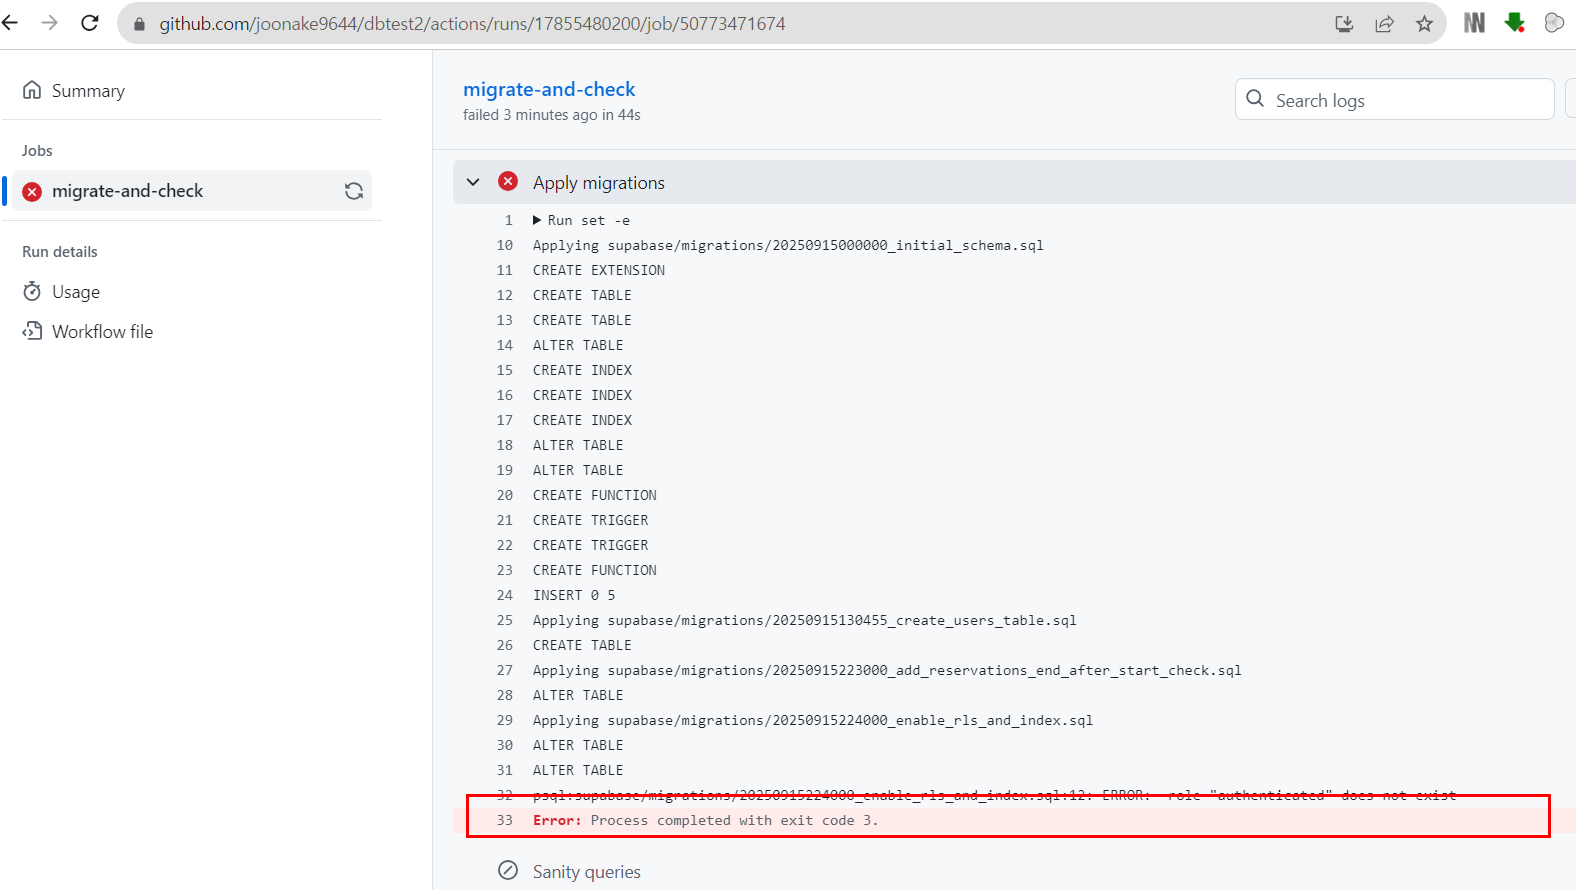 github.com/joonake9644/dbtest2/actions/runs/17855480200/job/50773471674
Summary
Jobs
migrate-and-check
Run details
Usage
Workflow file
migrate-and-check
failed 3 minutes ago in 44s
Search logs
Apply migrations
1 Run set -e
10 Applying supabase/migrations/20250915000000_initial_schema.sql
11 CREATE EXTENSION
12 CREATE TABLE
13 CREATE TABLE
14 ALTER TABLE
15 CREATE INDEX
16 CREATE INDEX
17 CREATE INDEX
18 ALTER TABLE
19 ALTER TABLE
20 CREATE FUNCTION
21 CREATE TRIGGER
22 CREATE TRIGGER
23 CREATE FUNCTION
24 INSERT 0 5
25 Applying supabase/migrations/20250915130455_create_users_table.sql
26 CREATE TABLE
27 Applying supabase/migrations/20250915223000_add_reservations_end_after_start_check.sql
28 ALTER TABLE
29 Applying supabase/migrations/20250915224000_enable_rls_and_index.sql
30 ALTER TABLE
31 ALTER TABLE
32 psql:supabase/migrations/20250915224000_enable_rls_and_index.sql:12: ERROR: role "authenticated" does not exist
33 Error: Process completed with exit code 3.
Sanity queries